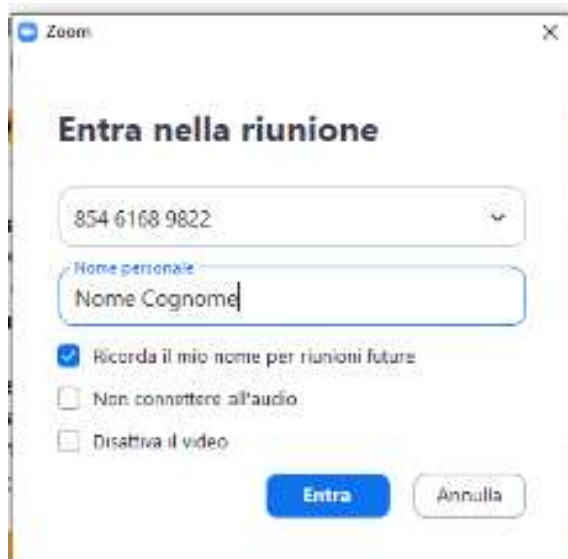 Zoom
Entra nella riunione
854 6168 9822
Nome personale
Nome Cognome
Ricorda il mio nome per riunioni future
Non connettere all'audio
Disattiva il video
Entra
Annulla